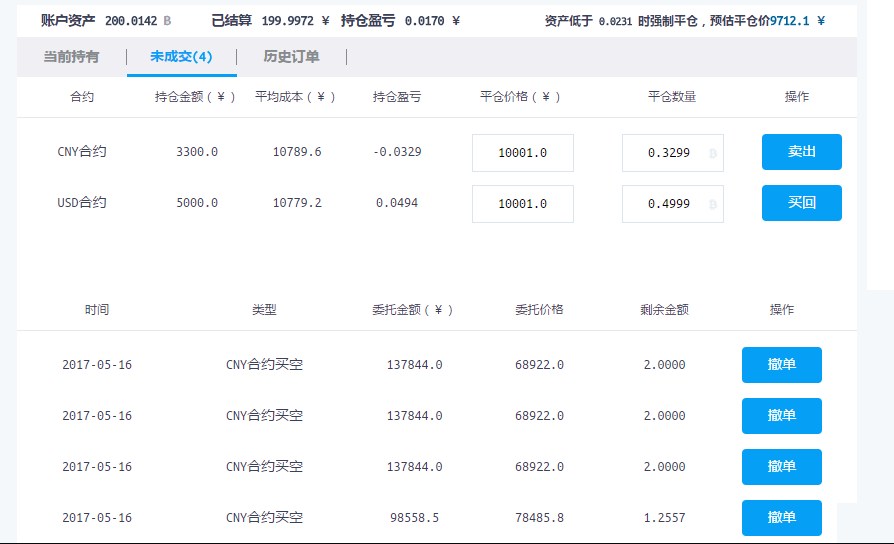 账户资产 200.0142 B 已结算 199.9972 ¥ 持仓盈亏 0.0170 ¥ 资产低于 0.0231 时强制平仓，预估平仓价9712.1 ¥
当前持有 未成交(4) 历史订单
合约 持仓金额(¥) 平均成本(¥) 持仓盈亏 平仓价格(¥) 平仓数量 操作
CNY合约 3300.0 10789.6 -0.0329 10001.0 0.3299 B 卖出
USD合约 5000.0 10779.2 0.0494 10001.0 0.4999 B 买回
时间 类型 委托金额(¥) 委托价格 剩余金额 操作
2017-05-16 CNY合约买空 137844.0 68922.0 2.0000 撤单
2017-05-16 CNY合约买空 137844.0 68922.0 2.0000 撤单
2017-05-16 CNY合约买空 137844.0 68922.0 2.0000 撤单
2017-05-16 CNY合约买空 98558.5 78485.8 1.2557 撤单